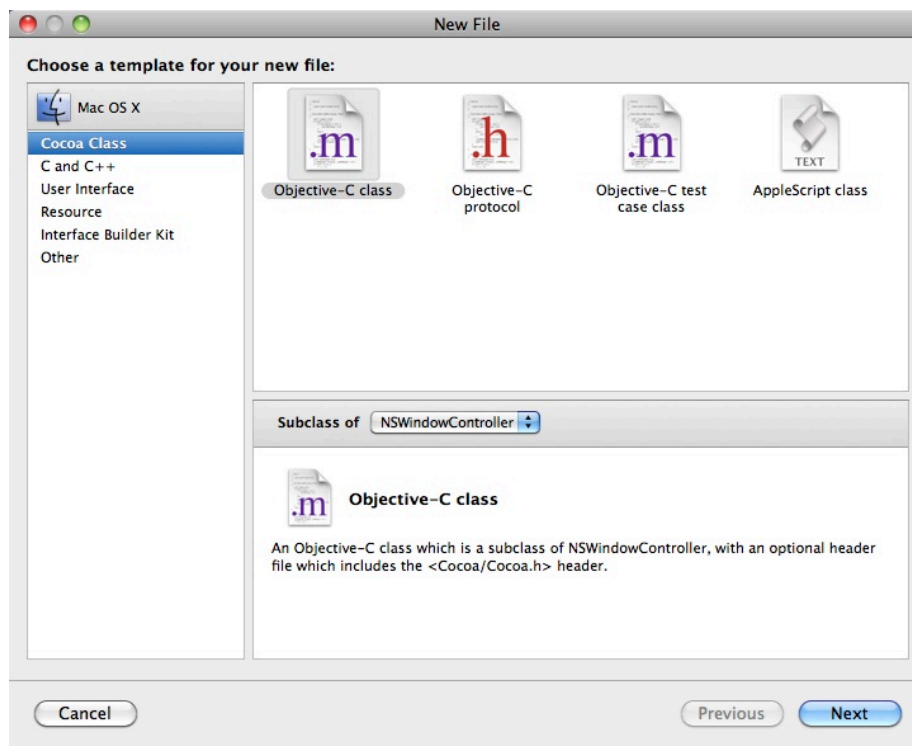 New File
Choose a template for your new file:
Mac OS X
Cocoa Class
C and C++
User Interface
Resource
Interface Builder Kit
Other
.m
Objective-C class
.h
Objective-C
protocol
.m
Objective-C test
case class
TEXT
AppleScript class
Subclass of NSWindowController
.m
Objective-C class
An Objective-C class which is a subclass of NSWindowController, with an optional header
file which includes the <Cocoa/Cocoa.h> header.
Cancel
Previous
Next